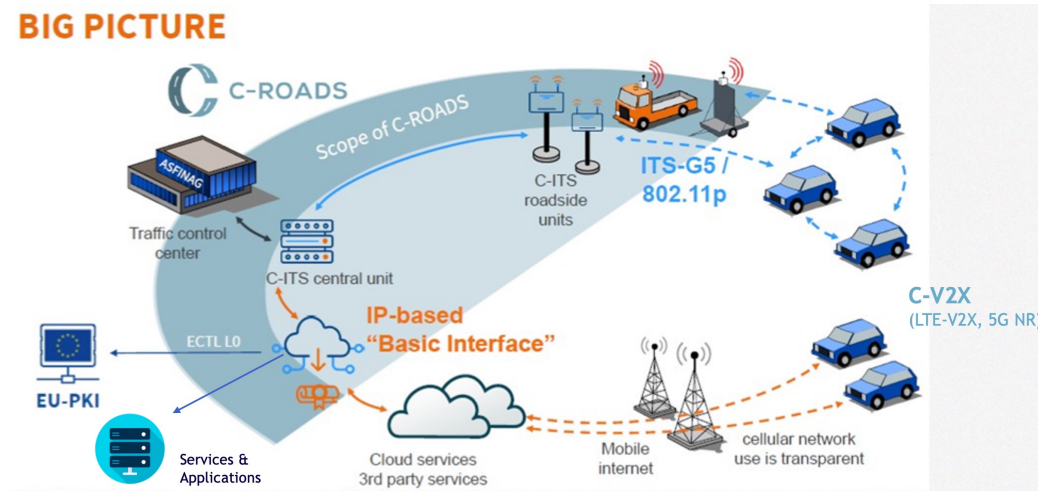 BIG PICTURE
C-ROADS
Scope of C-ROADS
ASFINAG
Traffic control
center
C-ITS central unit
C-ITS
roadside
units
ITS-G5 /
802.11p
C-V2X
(LTE-V2X, 5G NR)
IP-based
“Basic Interface”
ECTL L0
EU-PKI
Services &
Applications
Cloud services
3rd party services
Mobile
internet
cellular network
use is transparent